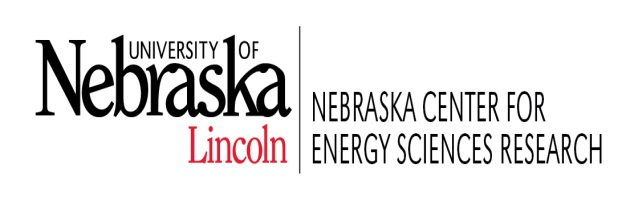 UNIVERSITY OF
Nebraska
Lincoln
NEBRASKA CENTER FOR
ENERGY SCIENCES RESEARCH